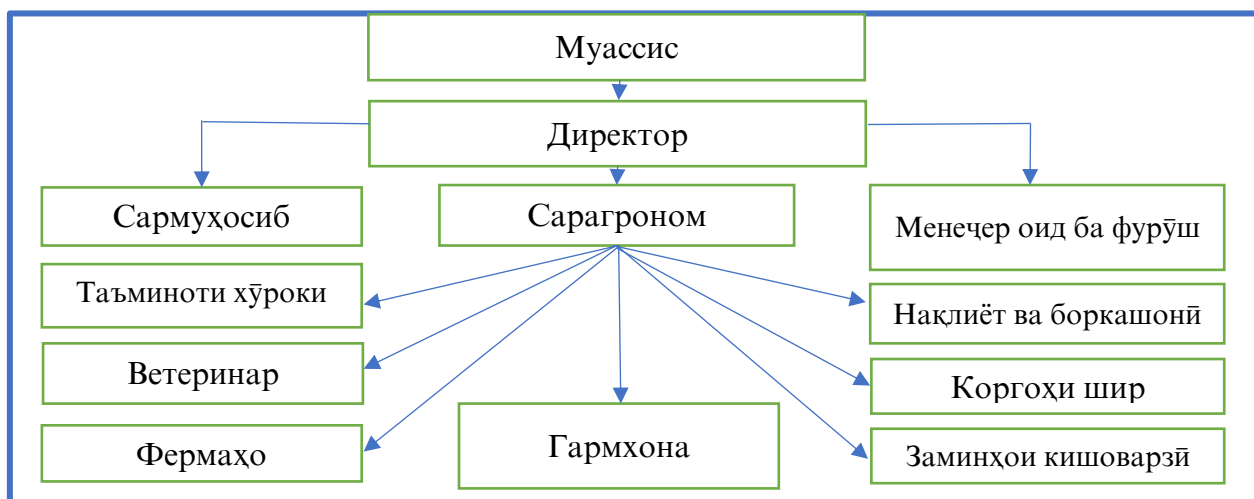 Муассис
Директор
Сармуҳосиб
Сарагроном
Менеҷер оид ба фурӯш
Таъминоти хӯроки
Нақлиёт ва боркашонӣ
Ветеринар
Коргоҳи шир
Фермаҳо
Гармхона
Заминҳои кишоварзӣ